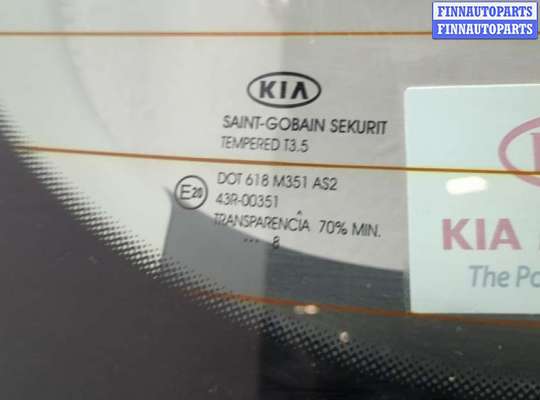 FINNAUTOPARTS
FINNAUTOPARTS
KIA
SAINT-GOBAIN SEKURIT
TEMPERED T3.5
DOT 618 M351 AS2
E20 43R-00351
TRANSPARENCIA 70% MIN.
... 8
KIA
The